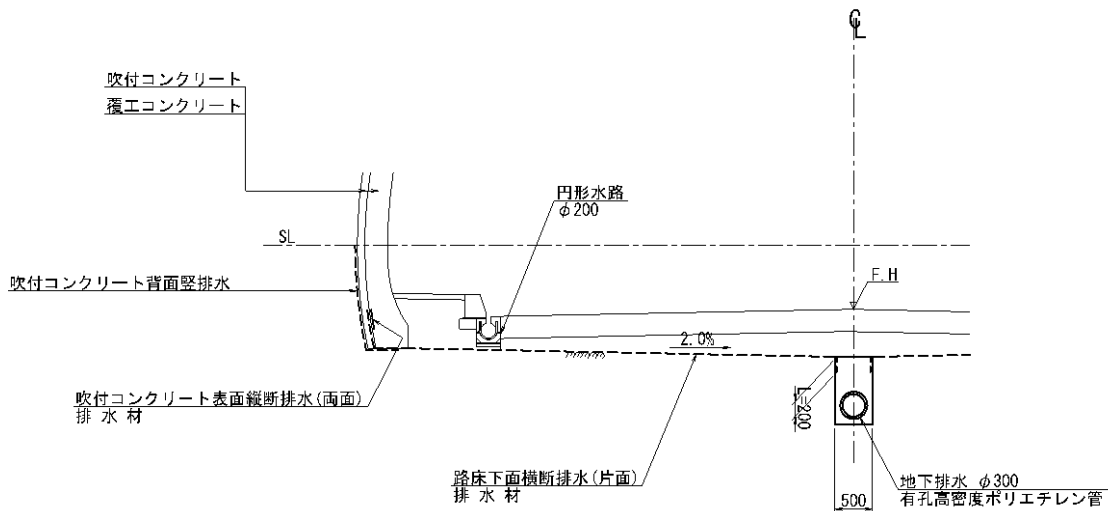 CL
吹付コンクリート
覆工コンクリート
円形水路
φ200
SL
吹付コンクリート背面竪排水
F.H
2.0%
吹付コンクリート表面縦断排水(両面)
排 水 材
L=200
路床下面横断排水(片面)
排 水 材
500
地下排水 φ300
有孔高密度ポリエチレン管